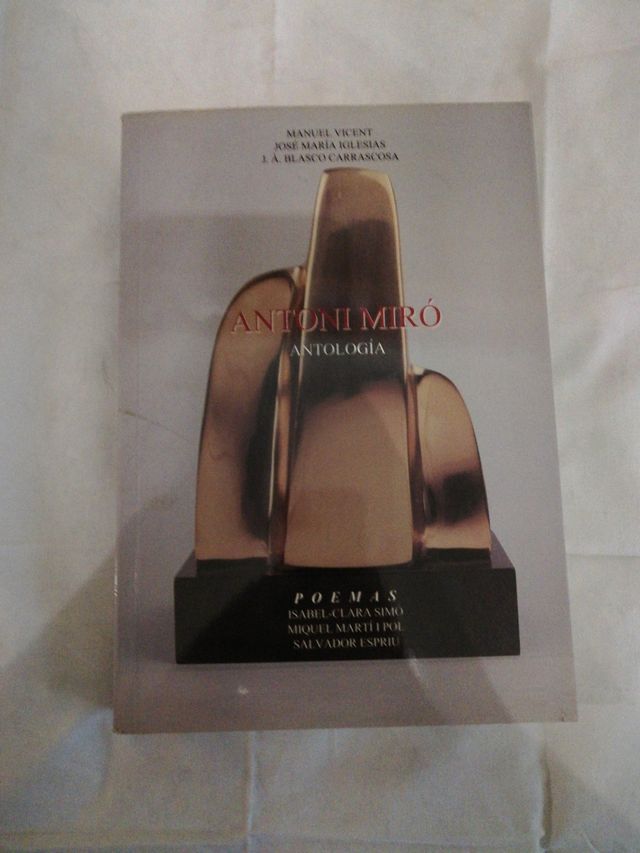 MANUEL VICENT
JOSÉ MARÍA IGLESIAS
J. Á. BLASCO CARRASCOSA
ANTONI MIRÓ
ANTOLOGÍA
POEMAS
ISABEL-CLARA SIMÓ
MIQUEL MARTÍ I POL
SALVADOR ESPRIU